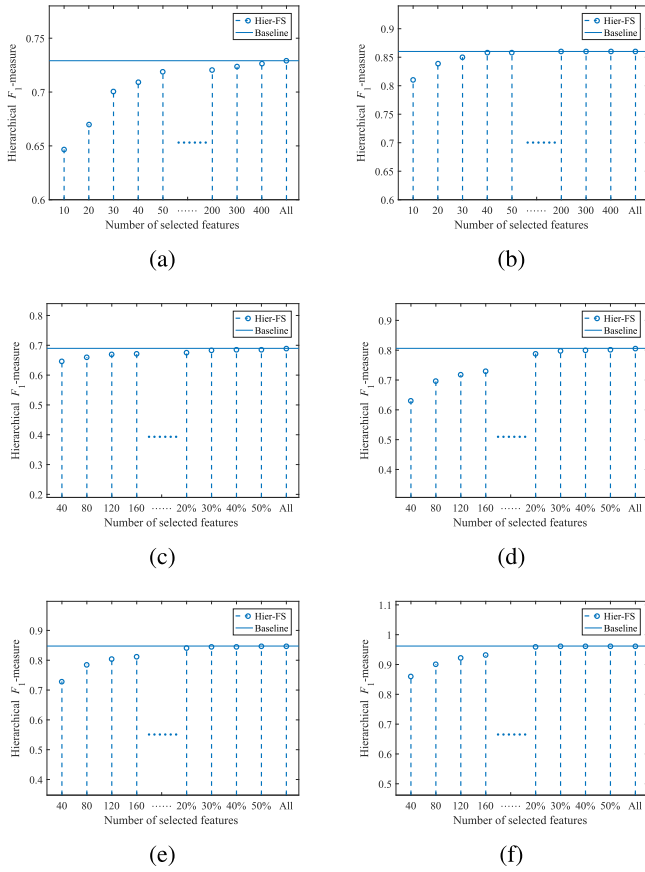 Hier-FS
Baseline
0.75
0.7
0.65
0.6
Hierarchical F1-measure
10 20 30 40 50 ...... 200 300 400 All
Number of selected features
(a)
Hier-FS
Baseline
0.9
0.85
0.8
0.75
0.7
0.65
0.6
Hierarchical F1-measure
10 20 30 40 50 ...... 200 300 400 All
Number of selected features
(b)
Hier-FS
Baseline
0.8
0.7
0.6
0.5
0.4
0.3
0.2
Hierarchical F1-measure
40 80 120 160 ...... 20% 30% 40% 50% All
Number of selected features
(c)
Hier-FS
Baseline
0.9
0.8
0.7
0.6
0.5
0.4
Hierarchical F1-measure
40 80 120 160 ...... 20% 30% 40% 50% All
Number of selected features
(d)
Hier-FS
Baseline
0.9
0.8
0.7
0.6
0.5
0.4
Hierarchical F1-measure
40 80 120 160 ...... 20% 30% 40% 50% All
Number of selected features
(e)
Hier-FS
Baseline
1.1
1
0.9
0.8
0.7
0.6
0.5
Hierarchical F1-measure
40 80 120 160 ...... 20% 30% 40% 50% All
Number of selected features
(f)